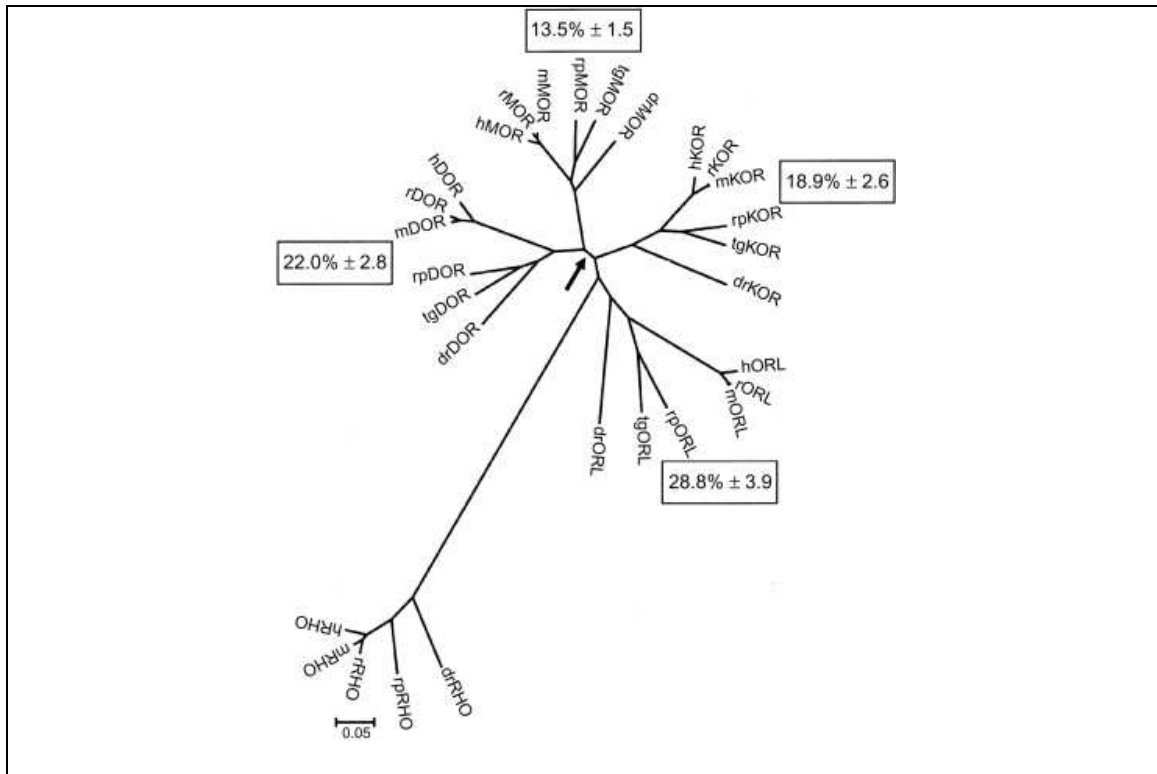 13.5% ± 1.5
mMOR
rpMOR
tgMOR
rMOR
drMOR
hMOR
hKOR
rKOR
mKOR
18.9% ± 2.6
hDOR
rDOR
mDOR
rpKOR
tgKOR
22.0% ± 2.8
rpDOR
drKOR
tgDOR
drDOR
hORL
rORL
mORL
rpORL
tgORL
drORL
28.8% ± 3.9
hRHO
mRHO
rRHO
rpRHO
drRHO
0.05